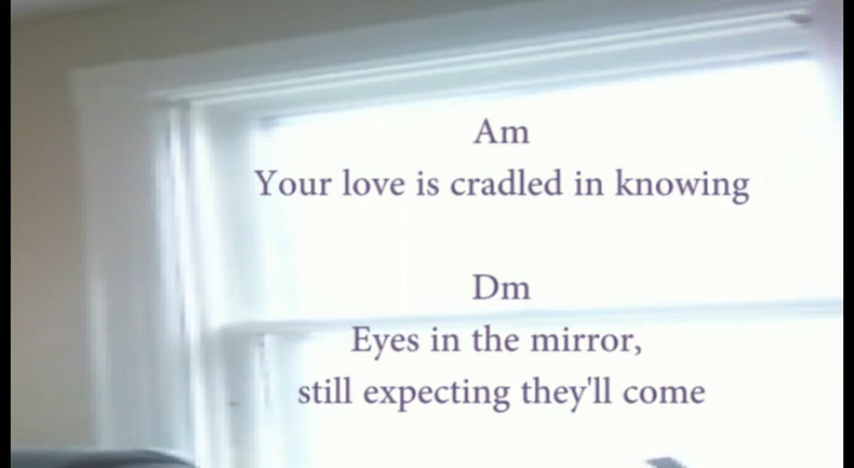 Am
Your love is cradled in knowing
Dm
Eyes in the mirror,
still expecting they'll come